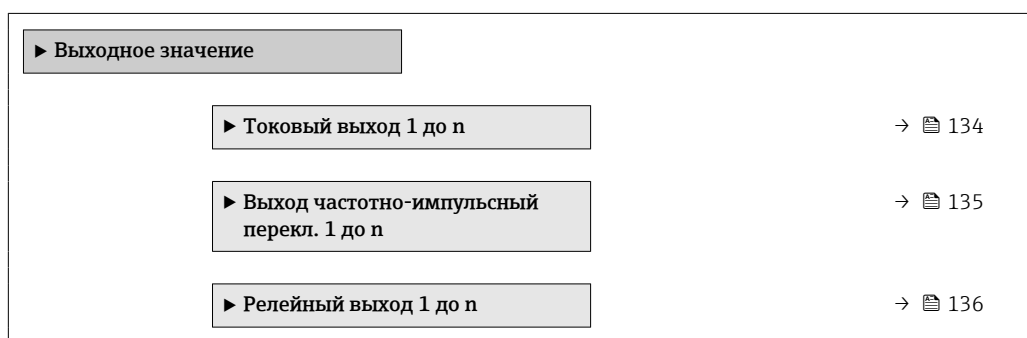 ► Выходное значение
► Токовый выход 1 до n → 134
► Выход частотно-импульсный → 135
перекл. 1 до n
► Релейный выход 1 до n → 136